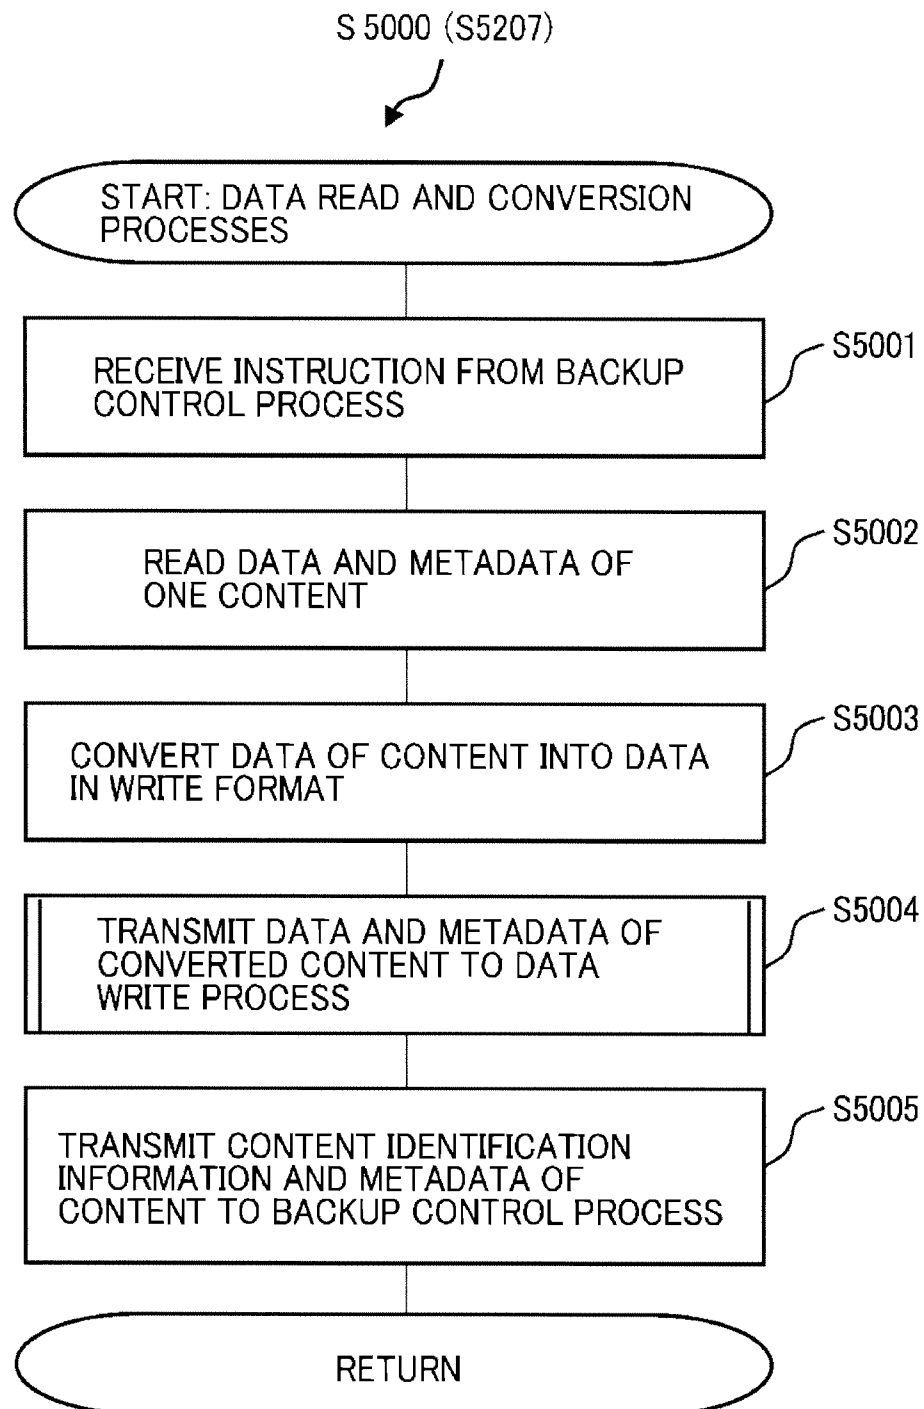 S 5000 (S5207)
START: DATA READ AND CONVERSION
PROCESSES
RECEIVE INSTRUCTION FROM BACKUP
CONTROL PROCESS
S5001
READ DATA AND METADATA OF
ONE CONTENT
S5002
CONVERT DATA OF CONTENT INTO DATA
IN WRITE FORMAT
S5003
TRANSMIT DATA AND METADATA OF
CONVERTED CONTENT TO DATA
WRITE PROCESS
S5004
TRANSMIT CONTENT IDENTIFICATION
INFORMATION AND METADATA OF
CONTENT TO BACKUP CONTROL PROCESS
S5005
RETURN